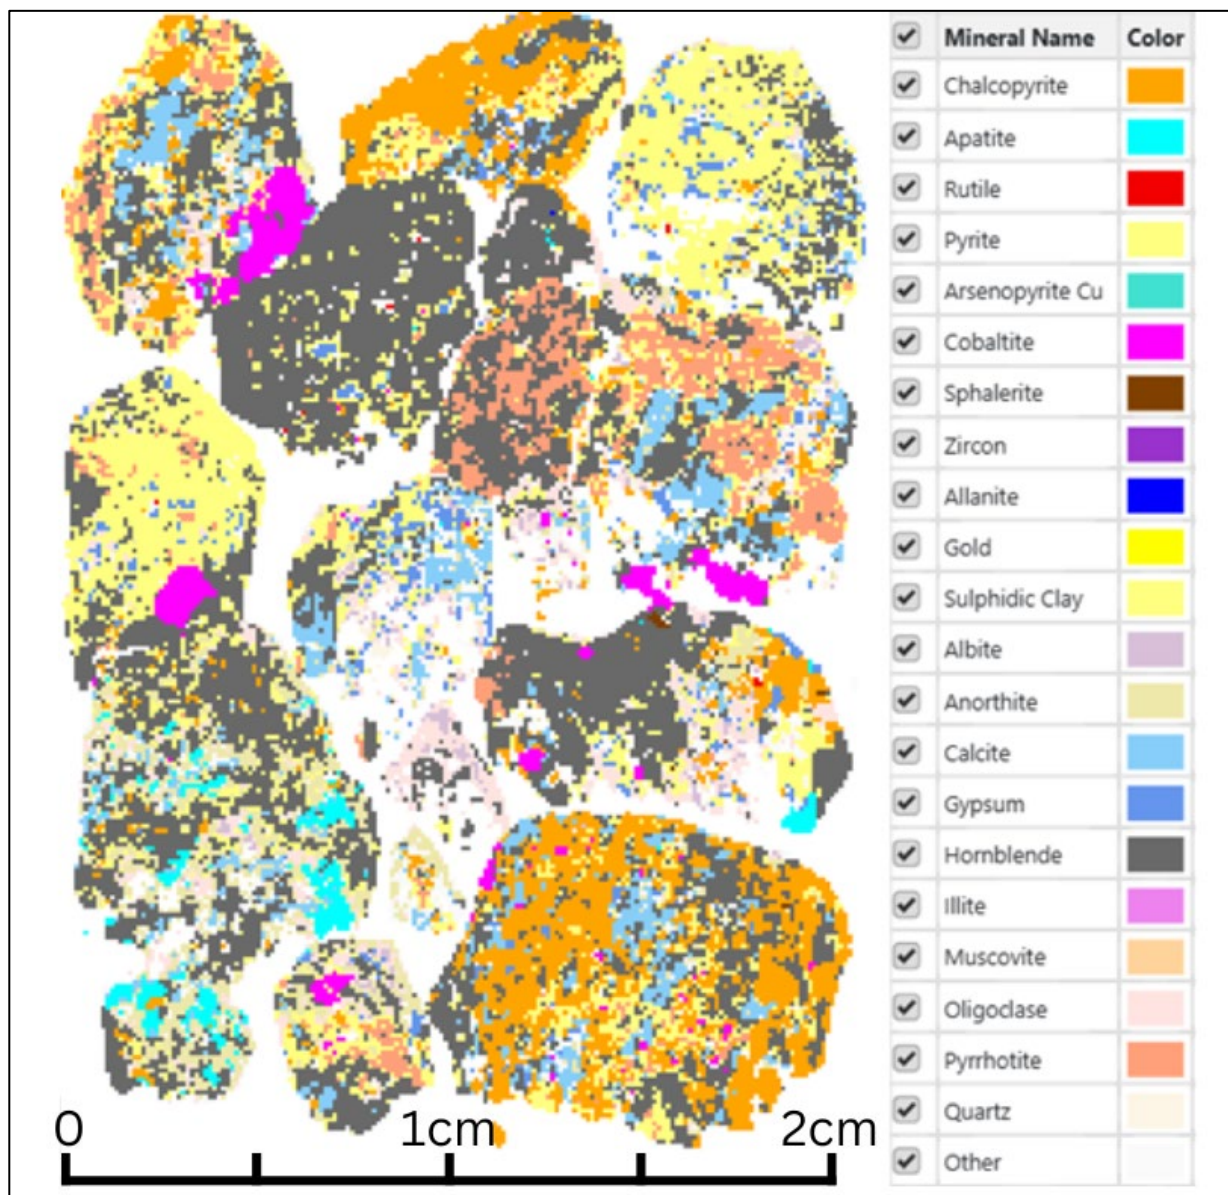 Mineral Name Color
Chalcopyrite
Apatite
Rutile
Pyrite
Arsenopyrite Cu
Cobaltite
Sphalerite
Zircon
Allanite
Gold
Sulphidic Clay
Albite
Anorthite
Calcite
Gypsum
Hornblende
Illite
Muscovite
Oligoclase
Pyrrhotite
Quartz
Other
0 1cm 2cm